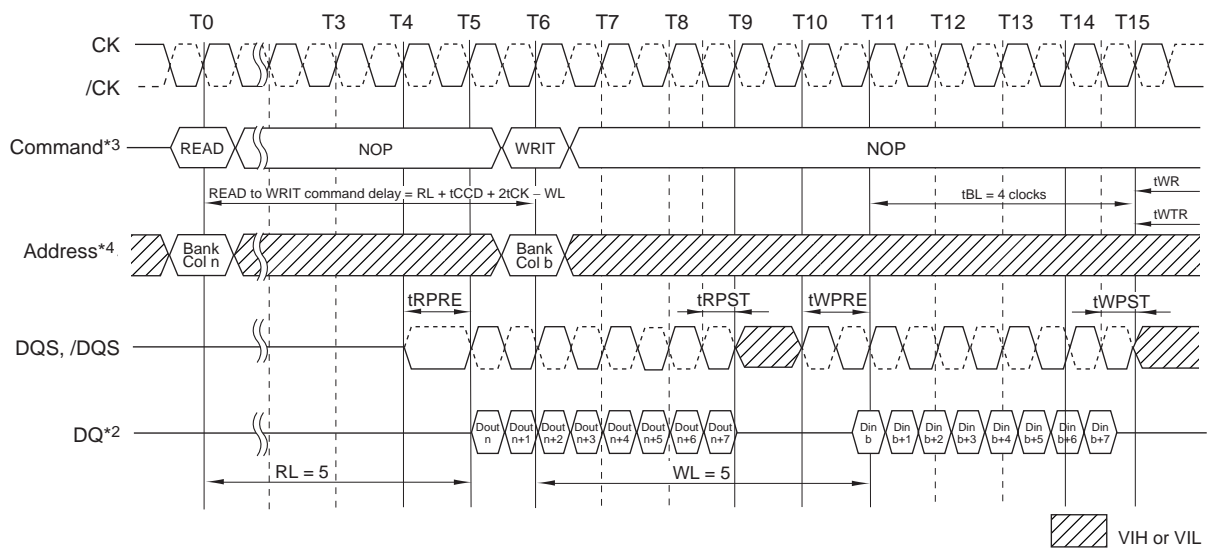 T0 T3 T4 T5 T6 T7 T8 T9 T10 T11 T12 T13 T14 T15
CK
/CK
Command*3 READ NOP WRIT NOP
READ to WRIT command delay = RL + tCCD + 2tCK − WL
tBL = 4 clocks
tWR
tWTR
Address*4 Bank Col n Bank Col b
tRPRE tRPST tWPRE tWPST
DQS, /DQS
DQ*2 Dout n Dout n+1 Dout n+2 Dout n+3 Dout n+4 Dout n+5 Dout n+6 Dout n+7 Din b Din b+1 Din b+2 Din b+3 Din b+4 Din b+5 Din b+6 Din b+7
RL = 5 WL = 5
VIH or VIL